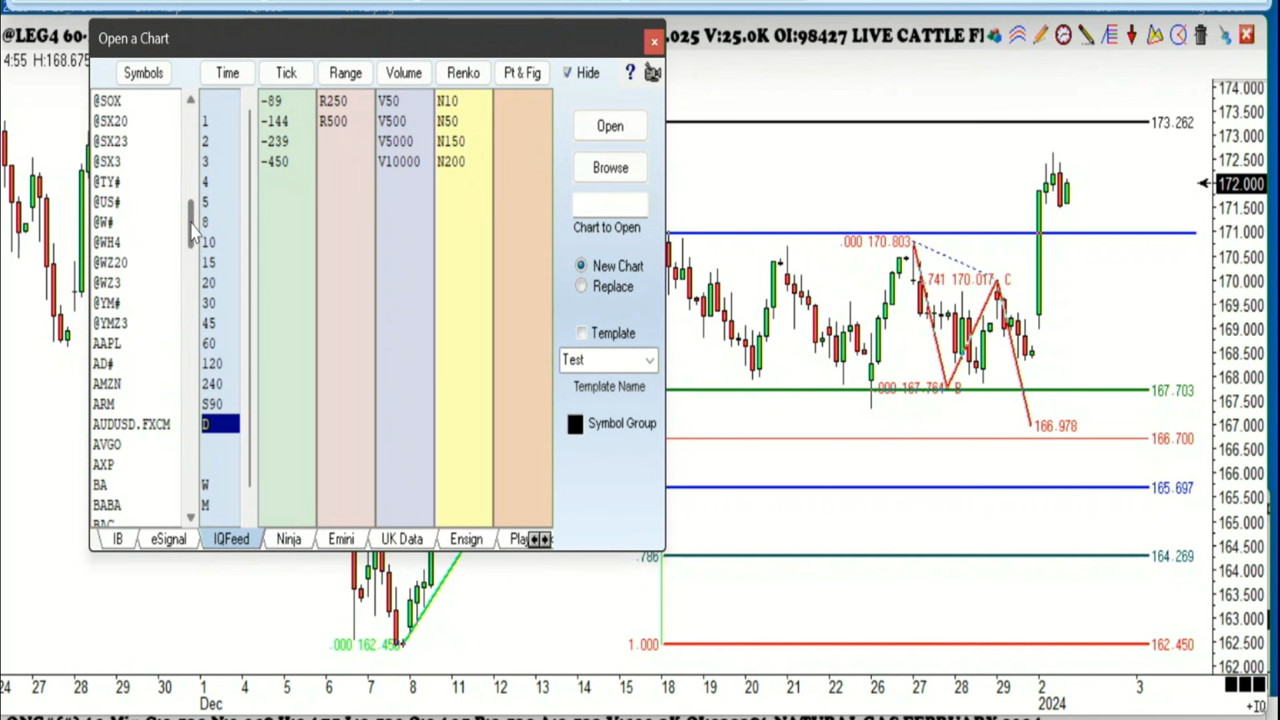 @LEG4 60-
Open a Chart
.025 V:25.0K OI:98427 LIVE CATTLE F
4:55 H:168.675
Symbols Time Tick Range Volume Renko Pt & Fig Hide ?
@SOX -89 R250 V50 N10
@SX20 1 -144 R500 V500 N50
@SX23 2 -239 V5000 N150
@SX3 3 -450 V10000 N200
@TY# 4
@US# 5
@W# 8
@WH4 10
@WZ20 15
@WZ3 20
@YM# 30
@YMZ3 45
AAPL 60
AD# 120
AMZN 240
ARM S90
AUDUSD.FXCM D
AVGO
AXP
BA W
BABA M
BAC
Open
Browse
Chart to Open
New Chart
Replace
Template
Test
Template Name
Symbol Group
IB eSignal IQFeed Ninja Emini UK Data Ensign Pla
174.000
173.500
173.262
173.000
172.500
172.000
171.500
171.000
.000 170.803
170.500
.741 170.017 C
170.000
169.500
169.000
168.500
168.000
.000 167.764 B
167.703
167.500
166.978
167.000
166.700
166.500
166.000
165.697
165.500
165.000
164.500
.786
164.269
164.000
163.500
163.000
.000 162.450
1.000
162.450
162.500
162.000
24 27 28 29 30 1 4 5 6 7 8 11 12 13 14 15 18 19 20 21 22 26 27 28 29 2 3
Dec 2024
+IQ